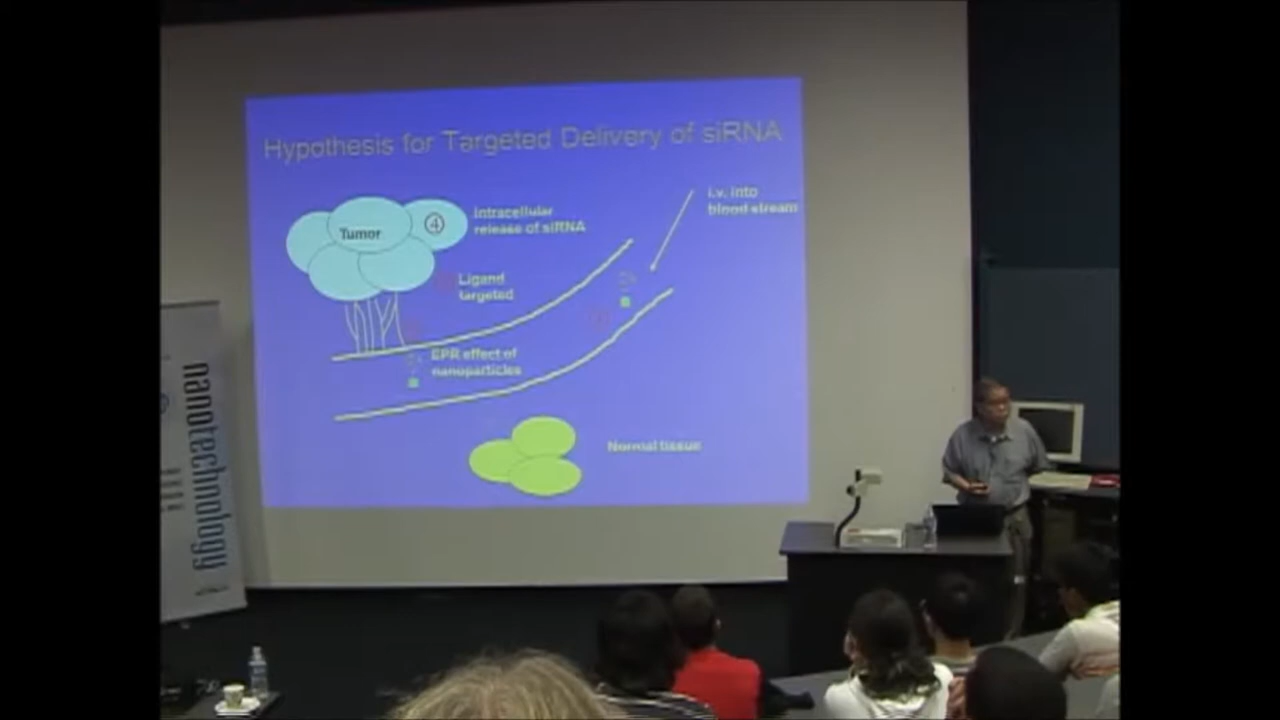 Hypothesis for Targeted Delivery of siRNA
i.v. into
blood stream
Tumor
4
Intracellular
release of siRNA
Ligand
targeted
EPR effect of
nanoparticles
Normal tissue
nanotechnology